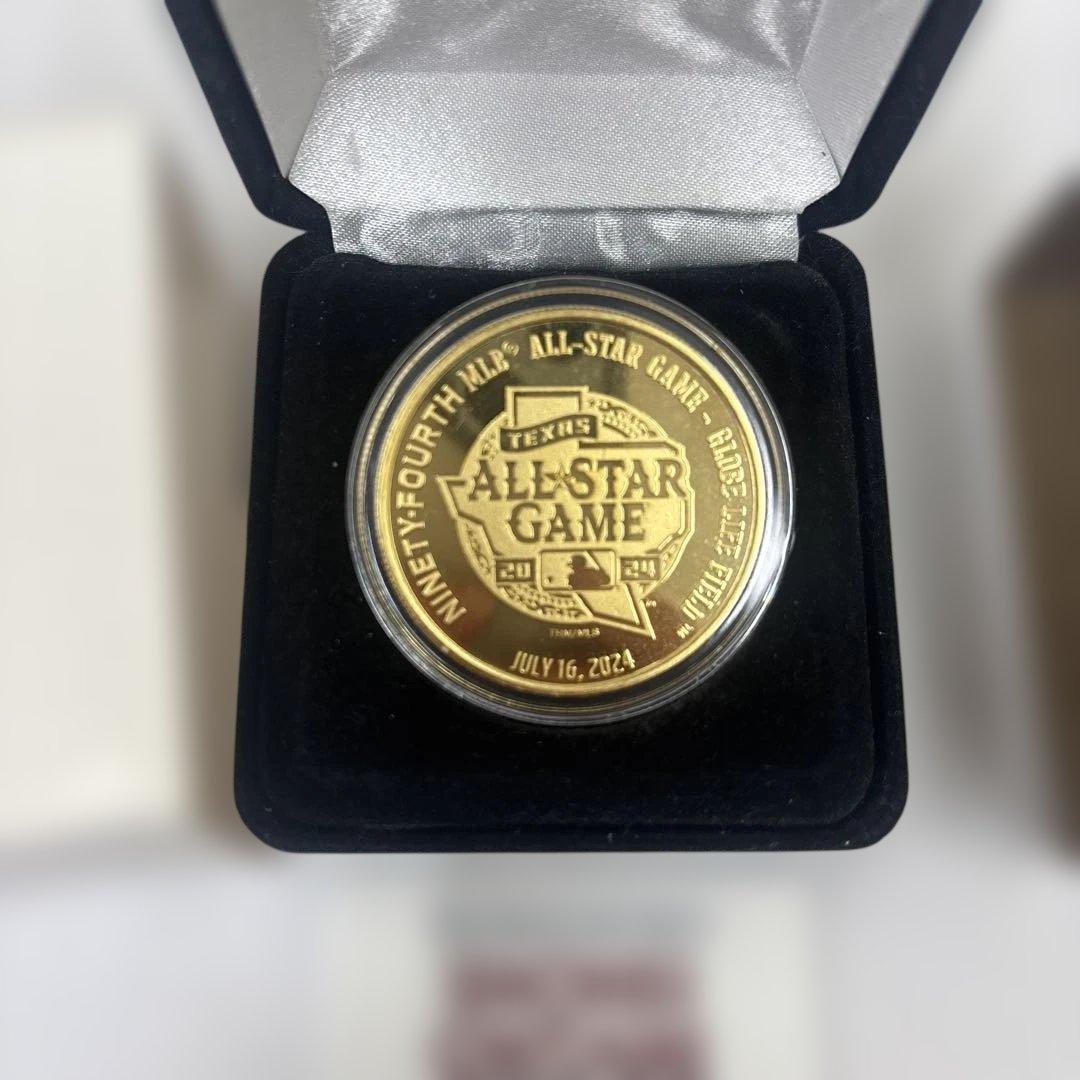 NINETY-FOURTH MLB® ALL-STAR GAME - GLOBE LIFE FIELD
TEXAS
ALL★STAR
GAME
20 24
JULY 16, 2024